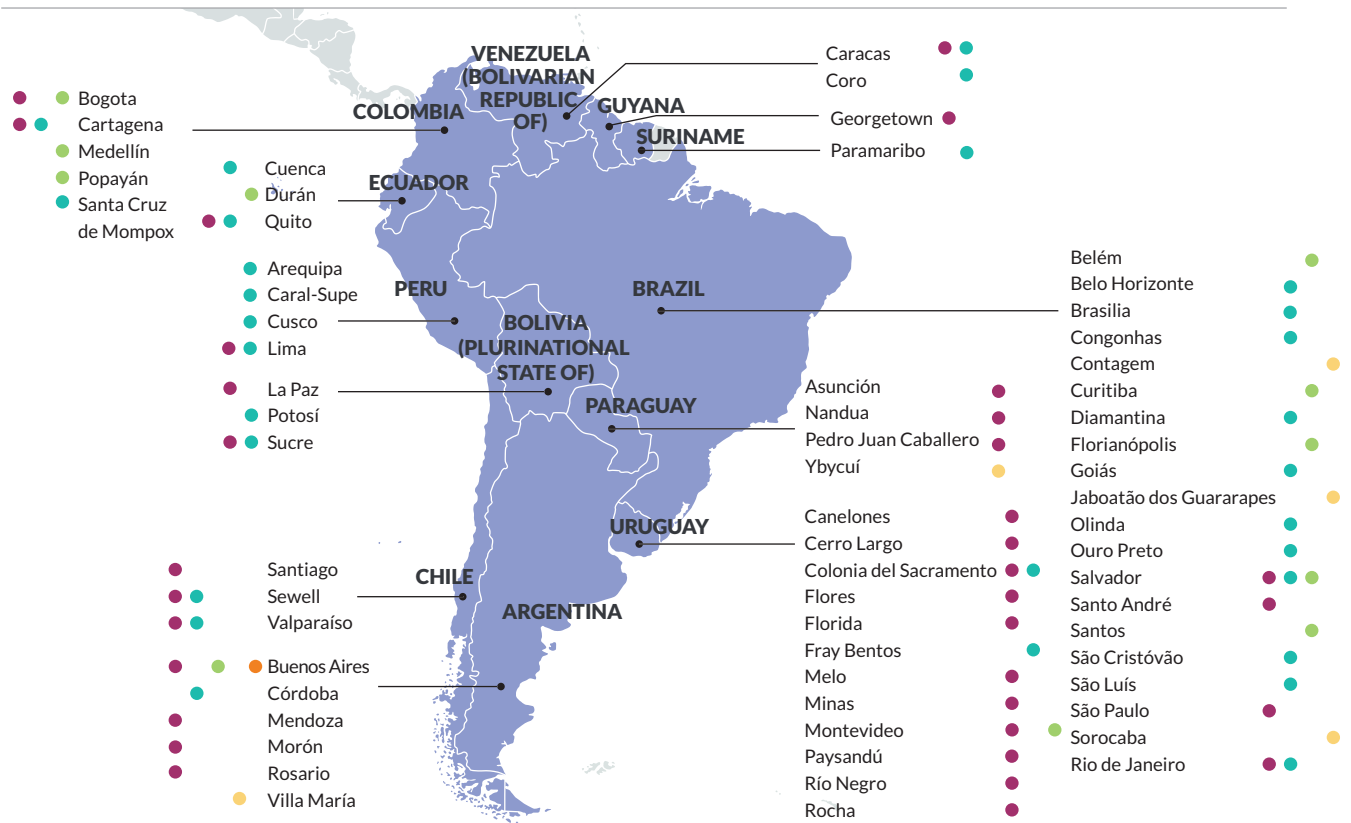 VENEZUELA
(BOLIVARIAN
REPUBLIC
OF)
Caracas
Coro
GUYANA
Georgetown
SURINAME
Paramaribo
COLOMBIA
Bogota
Cartagena
Medellín
Popayán
Santa Cruz
de Mompox
ECUADOR
Cuenca
Durán
Quito
PERU
Arequipa
Caral-Supe
Cusco
Lima
BOLIVIA
(PLURINATIONAL
STATE OF)
La Paz
Potosí
Sucre
BRAZIL
Belém
Belo Horizonte
Brasilia
Congonhas
Contagem
Curitiba
Diamantina
Florianópolis
Goiás
Jaboatão dos Guararapes
Olinda
Ouro Preto
Salvador
Santo André
Santos
São Cristóvão
São Luís
São Paulo
Sorocaba
Rio de Janeiro
PARAGUAY
Asunción
Nandua
Pedro Juan Caballero
Ybycuí
URUGUAY
Canelones
Cerro Largo
Colonia del Sacramento
Flores
Florida
Fray Bentos
Melo
Minas
Montevideo
Paysandú
Río Negro
Rocha
CHILE
Santiago
Sewell
Valparaíso
ARGENTINA
Buenos Aires
Córdoba
Mendoza
Morón
Rosario
Villa María